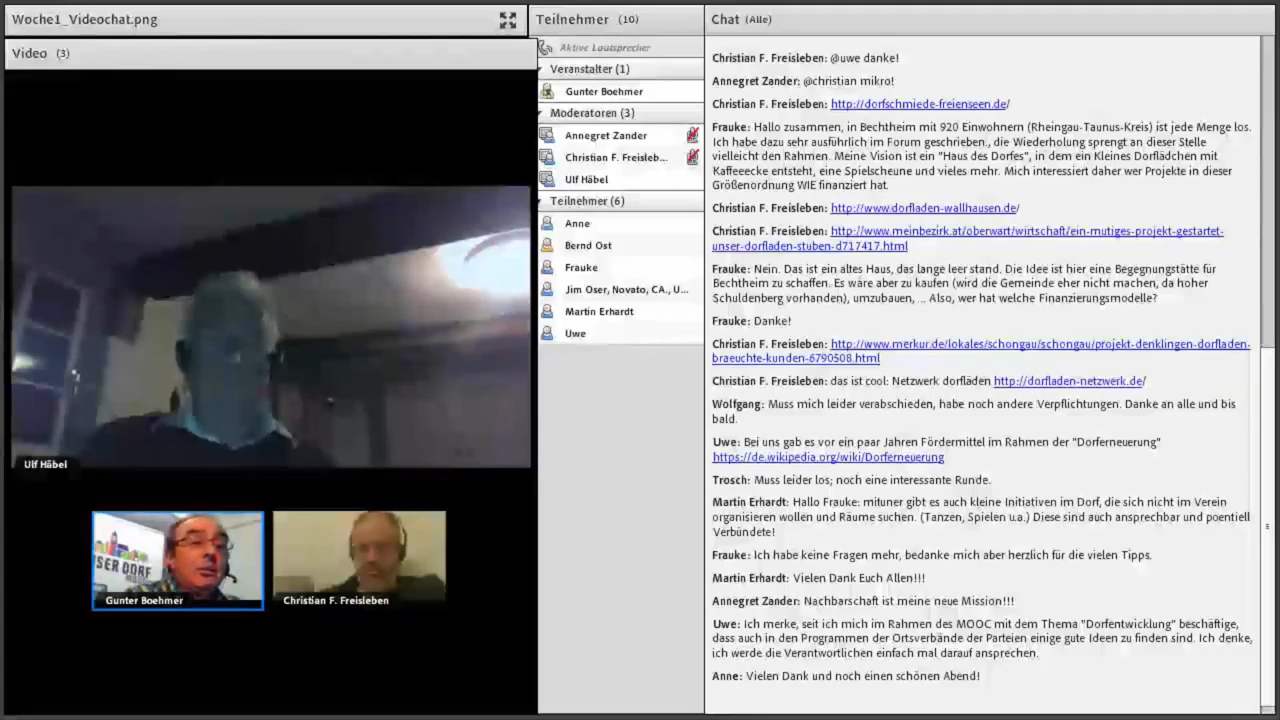 Woche1_Videochat.png
Video (3)
Ulf Häbel
SER DORF
Gunter Boehmer
Christian F. Freisleben
Teilnehmer (10)
Aktive Lautsprecher
Veranstalter (1)
Gunter Boehmer
Moderatoren (3)
Annegret Zander
Christian F. Freisleb...
Ulf Häbel
Teilnehmer (6)
Anne
Bernd Ost
Frauke
Jim Oser, Novato, CA., U...
Martin Erhardt
Uwe
Chat (Alle)
Christian F. Freisleben: @uwe danke!
Annegret Zander: @christian mikro!
Christian F. Freisleben: http://dorfschmiede-freienseen.de/
Frauke: Hallo zusammen, in Bechtheim mit 920 Einwohnern (Rheingau-Taunus-Kreis) ist jede Menge los.
Ich habe dazu sehr ausführlich im Forum geschrieben., die Wiederholung sprengt an dieser Stelle
vielleicht den Rahmen. Meine Vision ist ein "Haus des Dorfes", in dem ein Kleines Dorflädchen mit
Kaffeeecke entsteht, eine Spielscheune und vieles mehr. Mich interessiert daher wer Projekte in dieser
Größenordnung WIE finanziert hat.
Christian F. Freisleben: http://www.dorfladen-wallhausen.de/
Christian F. Freisleben: http://www.meinbezirk.at/oberwart/wirtschaft/ein-mutiges-projekt-gestartet-
unser-dorfladen-stuben-d717417.html
Frauke: Nein. Das ist ein altes Haus, das lange leer stand. Die Idee ist hier eine Begegnungstätte für
Bechtheim zu schaffen. Es wäre aber zu kaufen (wird die Gemeinde eher nicht machen, da hoher
Schuldenberg vorhanden), umzubauen, ... Also, wer hat welche Finanzierungsmodelle?
Frauke: Danke!
Christian F. Freisleben: http://www.merkur.de/lokales/schongau/schongau/projekt-denklingen-dorfladen-
braeuchte-kunden-6790508.html
Christian F. Freisleben: das ist cool: Netzwerk dorfläden http://dorfladen-netzwerk.de/
Wolfgang: Muss mich leider verabschieden, habe noch andere Verpflichtungen. Danke an alle und bis
bald.
Uwe: Bei uns gab es vor ein paar Jahren Fördermittel im Rahmen der "Dorferneuerung"
https://de.wikipedia.org/wiki/Dorferneuerung
Trosch: Muss leider los; noch eine interessante Runde.
Martin Erhardt: Hallo Frauke: mituner gibt es auch kleine Initiativen im Dorf, die sich nicht im Verein
organisieren wollen und Räume suchen. (Tanzen, Spielen u.a.) Diese sind auch ansprechbar und poentiell
Verbündete!
Frauke: Ich habe keine Fragen mehr, bedanke mich aber herzlich für die vielen Tipps.
Martin Erhardt: Vielen Dank Euch Allen!!!
Annegret Zander: Nachbarschaft ist meine neue Mission!!!
Uwe: Ich merke, seit ich mich im Rahmen des MOOC mit dem Thema "Dorfentwicklung" beschäftige,
dass auch in den Programmen der Ortsverbände der Parteien einige gute Ideen zu finden sind. Ich denke,
ich werde die Verantwortlichen einfach mal darauf ansprechen.
Anne: Vielen Dank und noch einen schönen Abend!